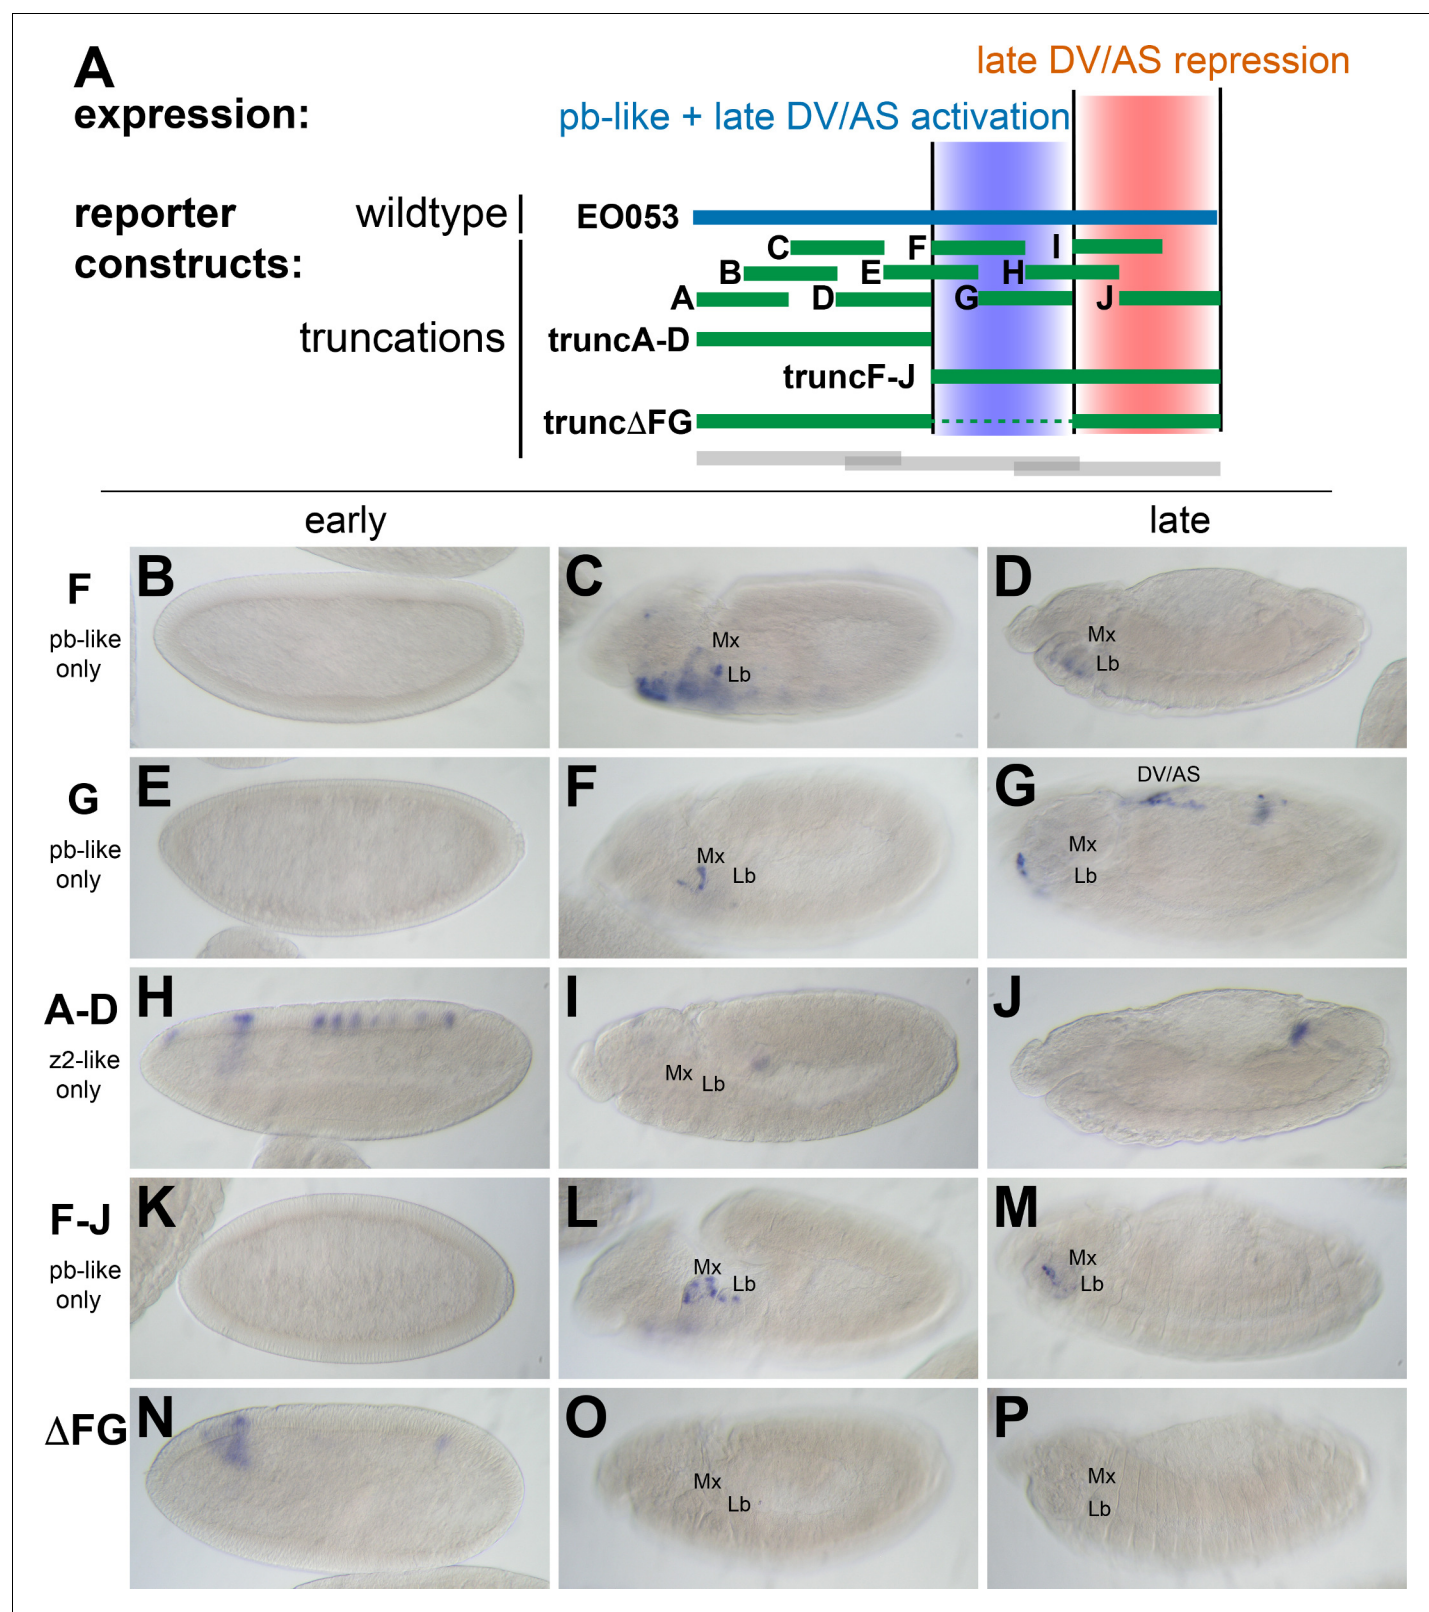 A
expression:
late DV/AS repression
pb-like + late DV/AS activation
reporter
constructs:
wildtype
EO053
C F I
B E H
A D G J
truncations
truncA-D
truncF-J
truncΔFG
early late
F
pb-like
only
B
C
Mx
Lb
D
Mx
Lb
G
pb-like
only
E
F
Mx
Lb
G
DV/AS
Mx
Lb
A-D
z2-like
only
H
I
Mx
Lb
J
F-J
pb-like
only
K
L
Mx
Lb
M
Mx
Lb
ΔFG
N
O
Mx
Lb
P
Mx
Lb